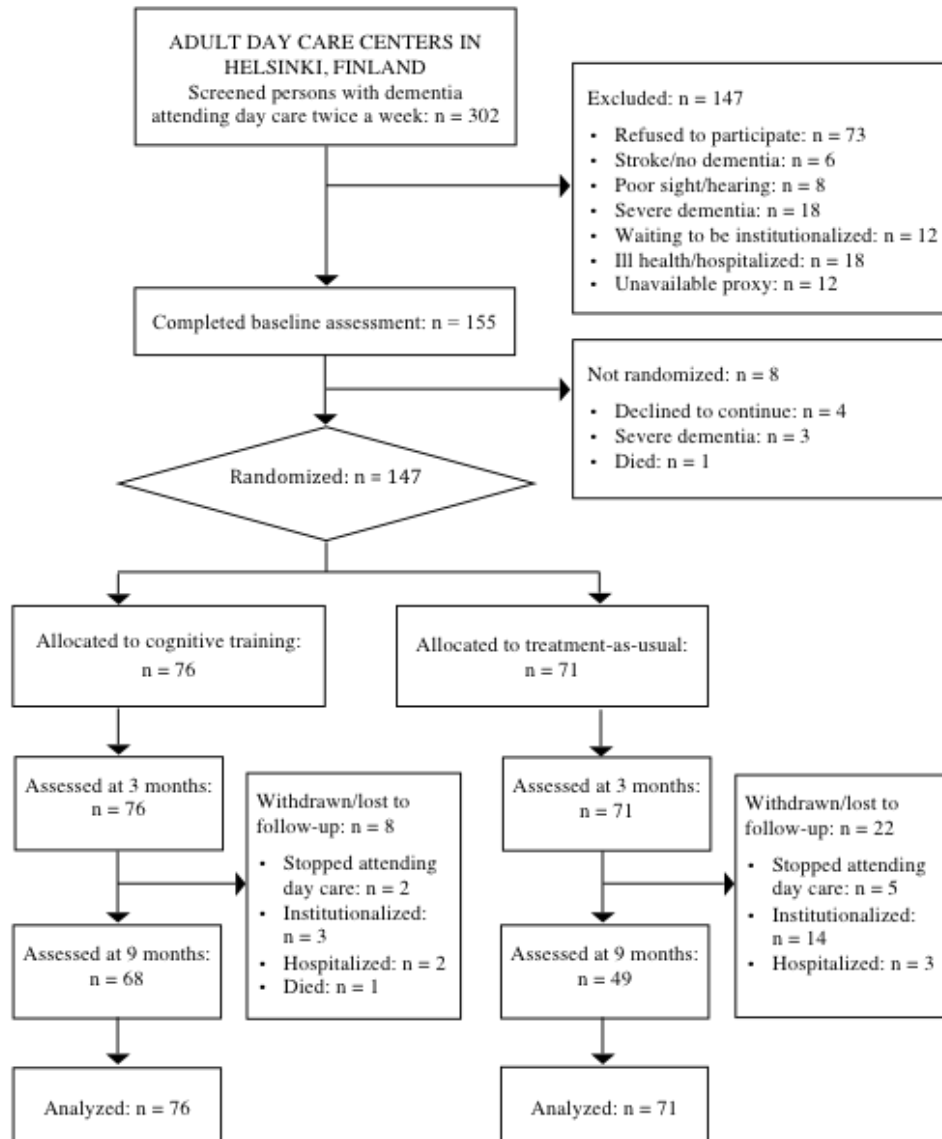 ADULT DAY CARE CENTERS IN
HELSINKI, FINLAND
Screened persons with dementia
attending day care twice a week: n = 302
Excluded: n = 147
• Refused to participate: n = 73
• Stroke/no dementia: n = 6
• Poor sight/hearing: n = 8
• Severe dementia: n = 18
• Waiting to be institutionalized: n = 12
• Ill health/hospitalized: n = 18
• Unavailable proxy: n = 12
Completed baseline assessment: n = 155
Not randomized: n = 8
• Declined to continue: n = 4
• Severe dementia: n = 3
• Died: n = 1
Randomized: n = 147
Allocated to cognitive training:
n = 76
Allocated to treatment-as-usual:
n = 71
Assessed at 3 months:
n = 76
Withdrawn/lost to
follow-up: n = 8
• Stopped attending
day care: n = 2
• Institutionalized:
n = 3
• Hospitalized: n = 2
• Died: n = 1
Assessed at 3 months:
n = 71
Withdrawn/lost to
follow-up: n = 22
• Stopped attending
day care: n = 5
• Institutionalized:
n = 14
• Hospitalized: n = 3
Assessed at 9 months:
n = 68
Assessed at 9 months:
n = 49
Analyzed: n = 76
Analyzed: n = 71